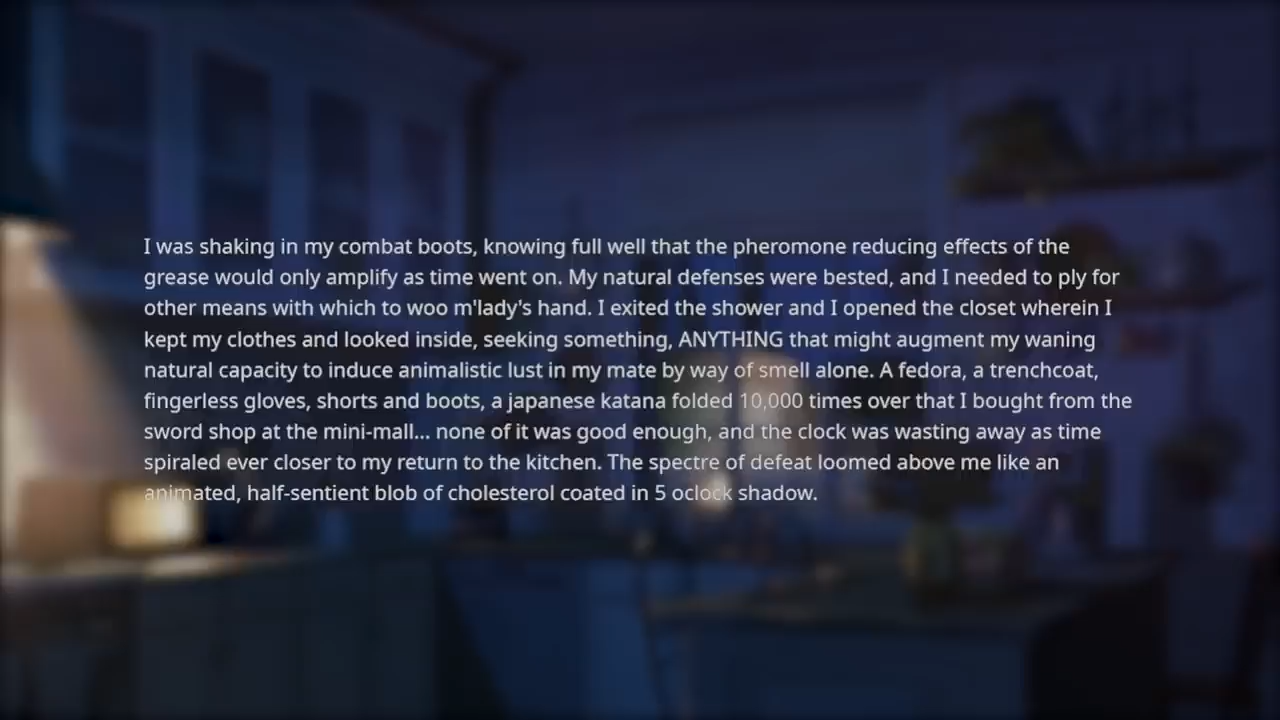 I was shaking in my combat boots, knowing full well that the pheromone reducing effects of the
grease would only amplify as time went on. My natural defenses were bested, and I needed to ply for
other means with which to woo m'lady's hand. I exited the shower and I opened the closet wherein I
kept my clothes and looked inside, seeking something, ANYTHING that might augment my waning
natural capacity to induce animalistic lust in my mate by way of smell alone. A fedora, a trenchcoat,
fingerless gloves, shorts and boots, a japanese katana folded 10,000 times over that I bought from the
sword shop at the mini-mall... none of it was good enough, and the clock was wasting away as time
spiraled ever closer to my return to the kitchen. The spectre of defeat loomed above me like an
animated, half-sentient blob of cholesterol coated in 5 oclock shadow.